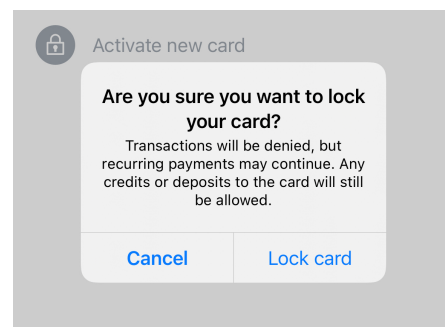 Activate new card
Are you sure you want to lock
your card?
Transactions will be denied, but
recurring payments may continue. Any
credits or deposits to the card will still
be allowed.
Cancel
Lock card